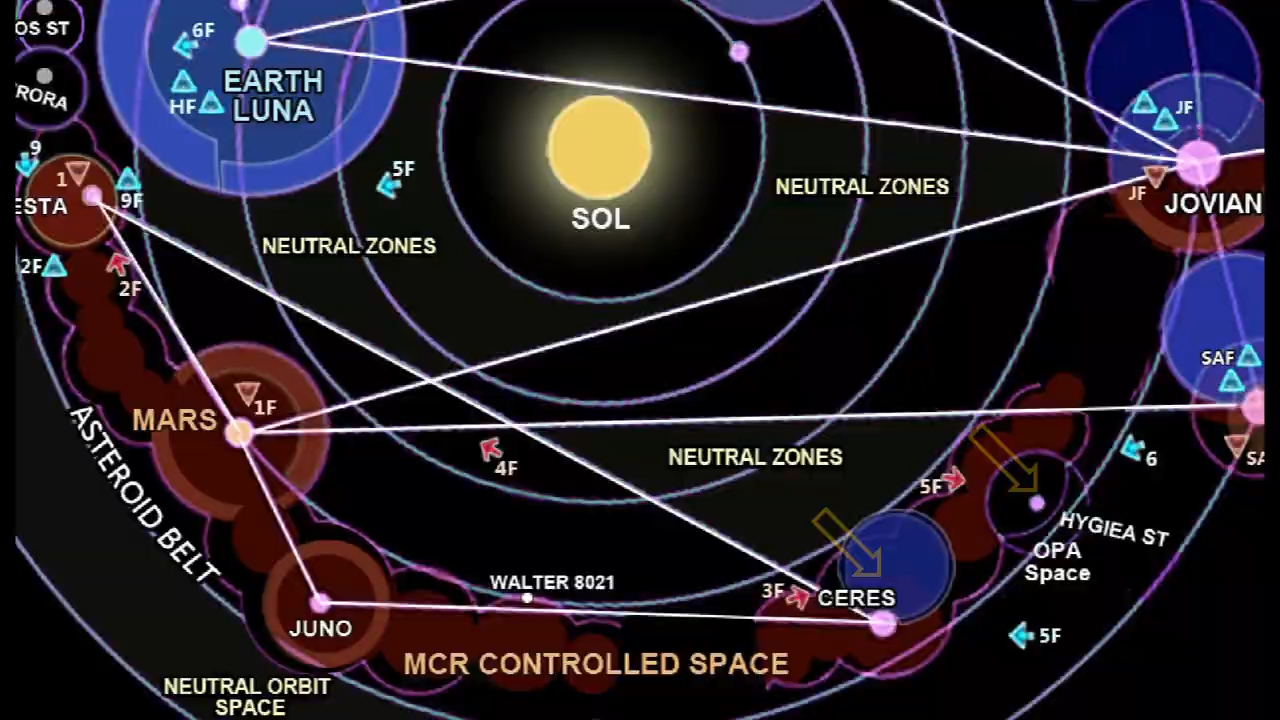 OS ST
6F
EARTH
LUNA
HF
JF
RORA
9
1
ESTA
9F
5F
SOL
NEUTRAL ZONES
JF
JOVIAN
NEUTRAL ZONES
2F
2F
SAF
MARS
1F
ASTEROID BELT
4F
NEUTRAL ZONES
6
SA
5F
HYGIEA ST
OPA
Space
WALTER 8021
3F
CERES
JUNO
5F
MCR CONTROLLED SPACE
NEUTRAL ORBIT
SPACE